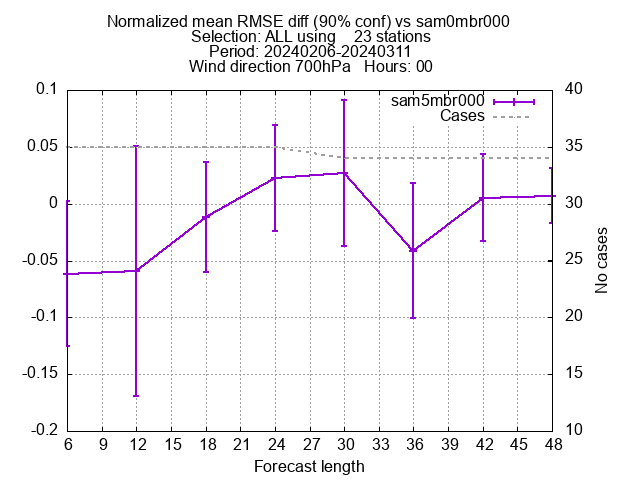 Normalized mean RMSE diff (90% conf) vs sam0mbr000
Selection: ALL using    23 stations
Period: 20240206-20240311
Wind direction 700hPa   Hours: 00
sam5mbr000
Cases
0.1
0.05
0
-0.05
-0.1
-0.15
-0.2
40
35
30
25
20
15
10
No cases
6 9 12 15 18 21 24 27 30 33 36 39 42 45 48
Forecast length